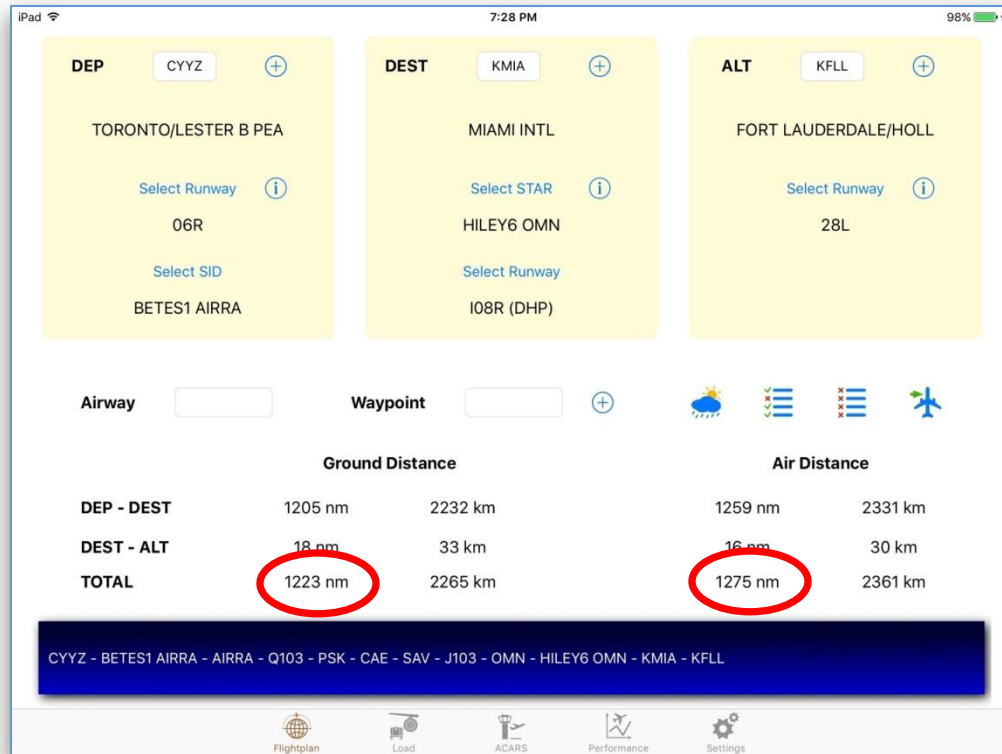 iPad 7:28 PM 98%
DEP CYYZ DEST KMIA ALT KFLL
TORONTO/LESTER B PEA MIAMI INTL FORT LAUDERDALE/HOLL
Select Runway Select STAR Select Runway
06R HILEY6 OMN 28L
Select SID Select Runway
BETES1 AIRRA I08R (DHP)
Airway Waypoint
Ground Distance Air Distance
DEP - DEST 1205 nm 2232 km 1259 nm 2331 km
DEST - ALT 18 nm 33 km 16 nm 30 km
TOTAL 1223 nm 2265 km 1275 nm 2361 km
CYYZ - BETES1 AIRRA - AIRRA - Q103 - PSK - CAE - SAV - J103 - OMN - HILEY6 OMN - KMIA - KFLL
Flightplan Load ACARS Performance Settings